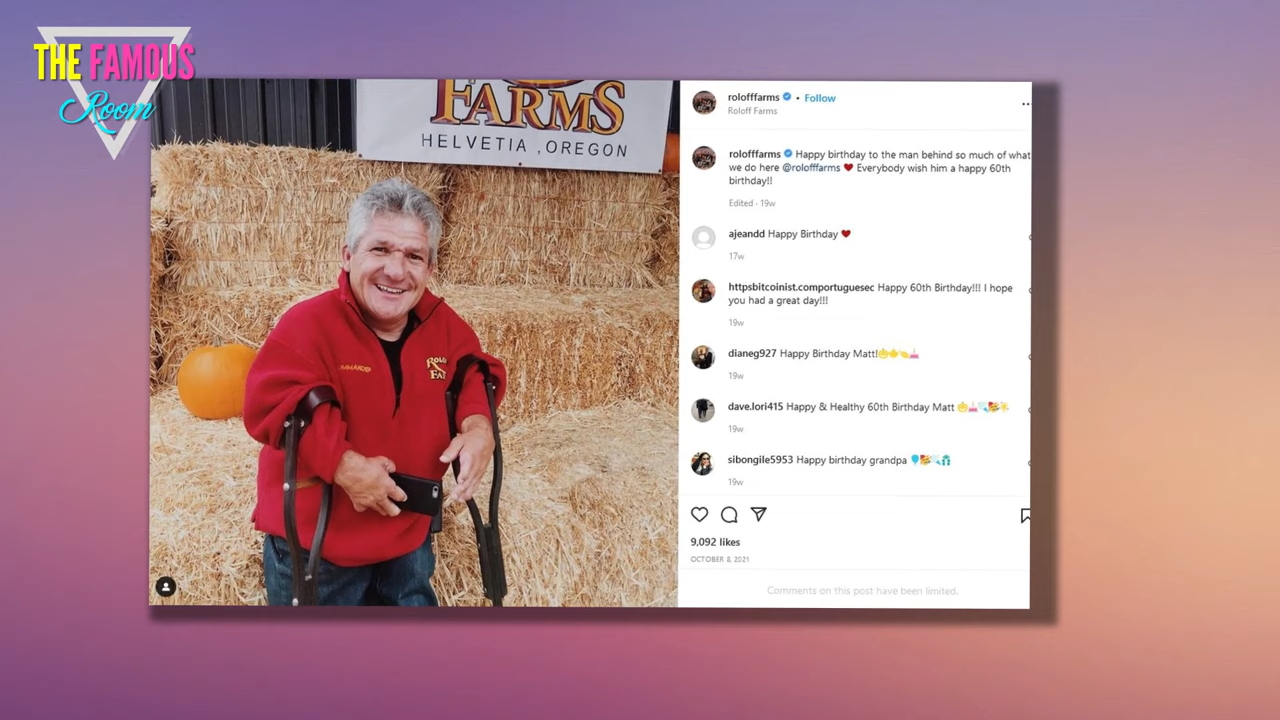 THE FAMOUS
Room
FARMS
HELVETIA , OREGON
ROLO
FA
rolofffarms • Follow
Roloff Farms
rolofffarms Happy birthday to the man behind so much of what
we do here @rolofffarms ❤️ Everybody wish him a happy 60th
birthday!!
Edited · 19w
ajeandd Happy Birthday ❤️
17w
httpsbitcoinist.comportuguesec Happy 60th Birthday!!! I hope
you had a great day!!!
19w
dianeg927 Happy Birthday Matt!
19w
dave.lori415 Happy & Healthy 60th Birthday Matt
19w
sibongile5953 Happy birthday grandpa
19w
9,092 likes
OCTOBER 8, 2021
Comments on this post have been limited.